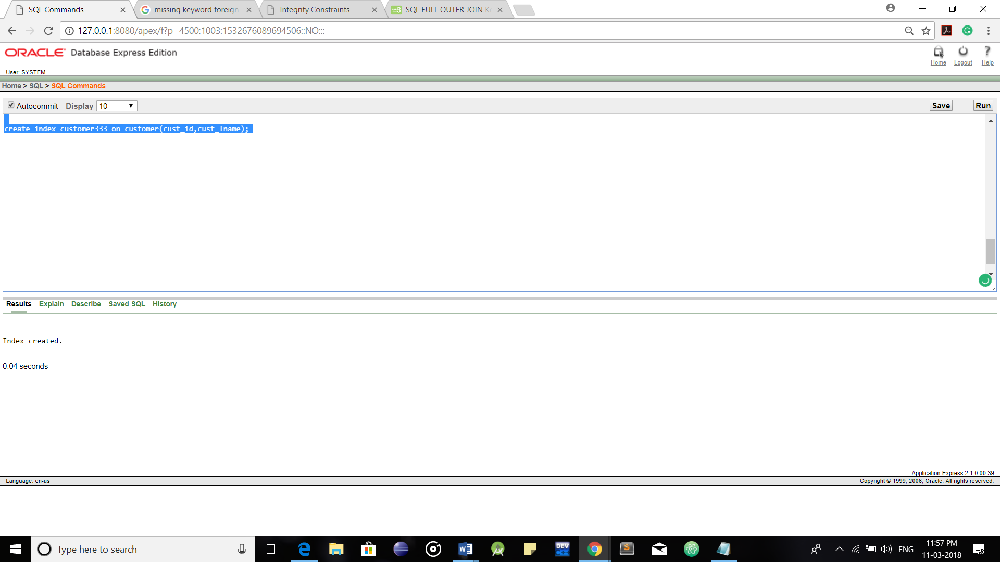 SQL Commands
missing keyword foreign
Integrity Constraints
SQL FULL OUTER JOIN
127.0.0.1:8080/apex/f?p=4500:1003:1532676089694506::NO:::
ORACLE Database Express Edition
Home Logout Help
User: SYSTEM
Home > SQL > SQL Commands
Autocommit Display 10 Save Run
create index customer333 on customer(cust_id,cust_lname);
Results Explain Describe Saved SQL History
Index created.
0.04 seconds
Application Express 2.1.0.00.39
Language: en-us
Copyright © 1999, 2006, Oracle. All rights reserved.
Type here to search
DEV C++
ENG
11:57 PM
11-03-2018